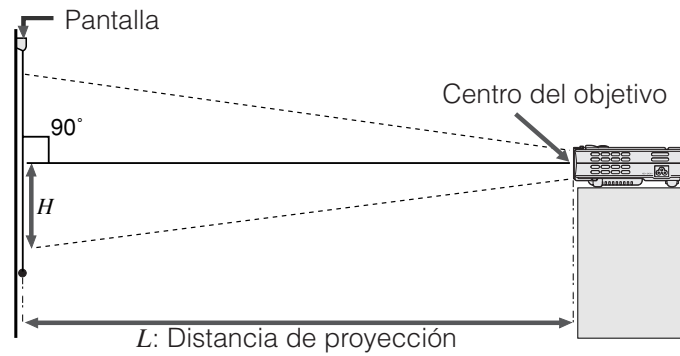 Pantalla
Centro del objetivo
90°
H
L: Distancia de proyección